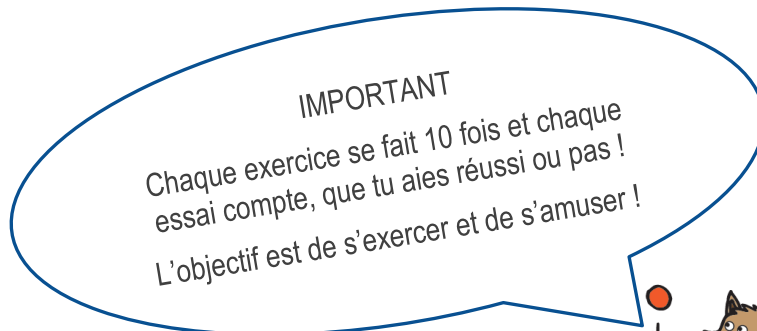 IMPORTANT
Chaque exercice se fait 10 fois et chaque
essai compte, que tu aies réussi ou pas !
L’objectif est de s’exercer et de s’amuser !